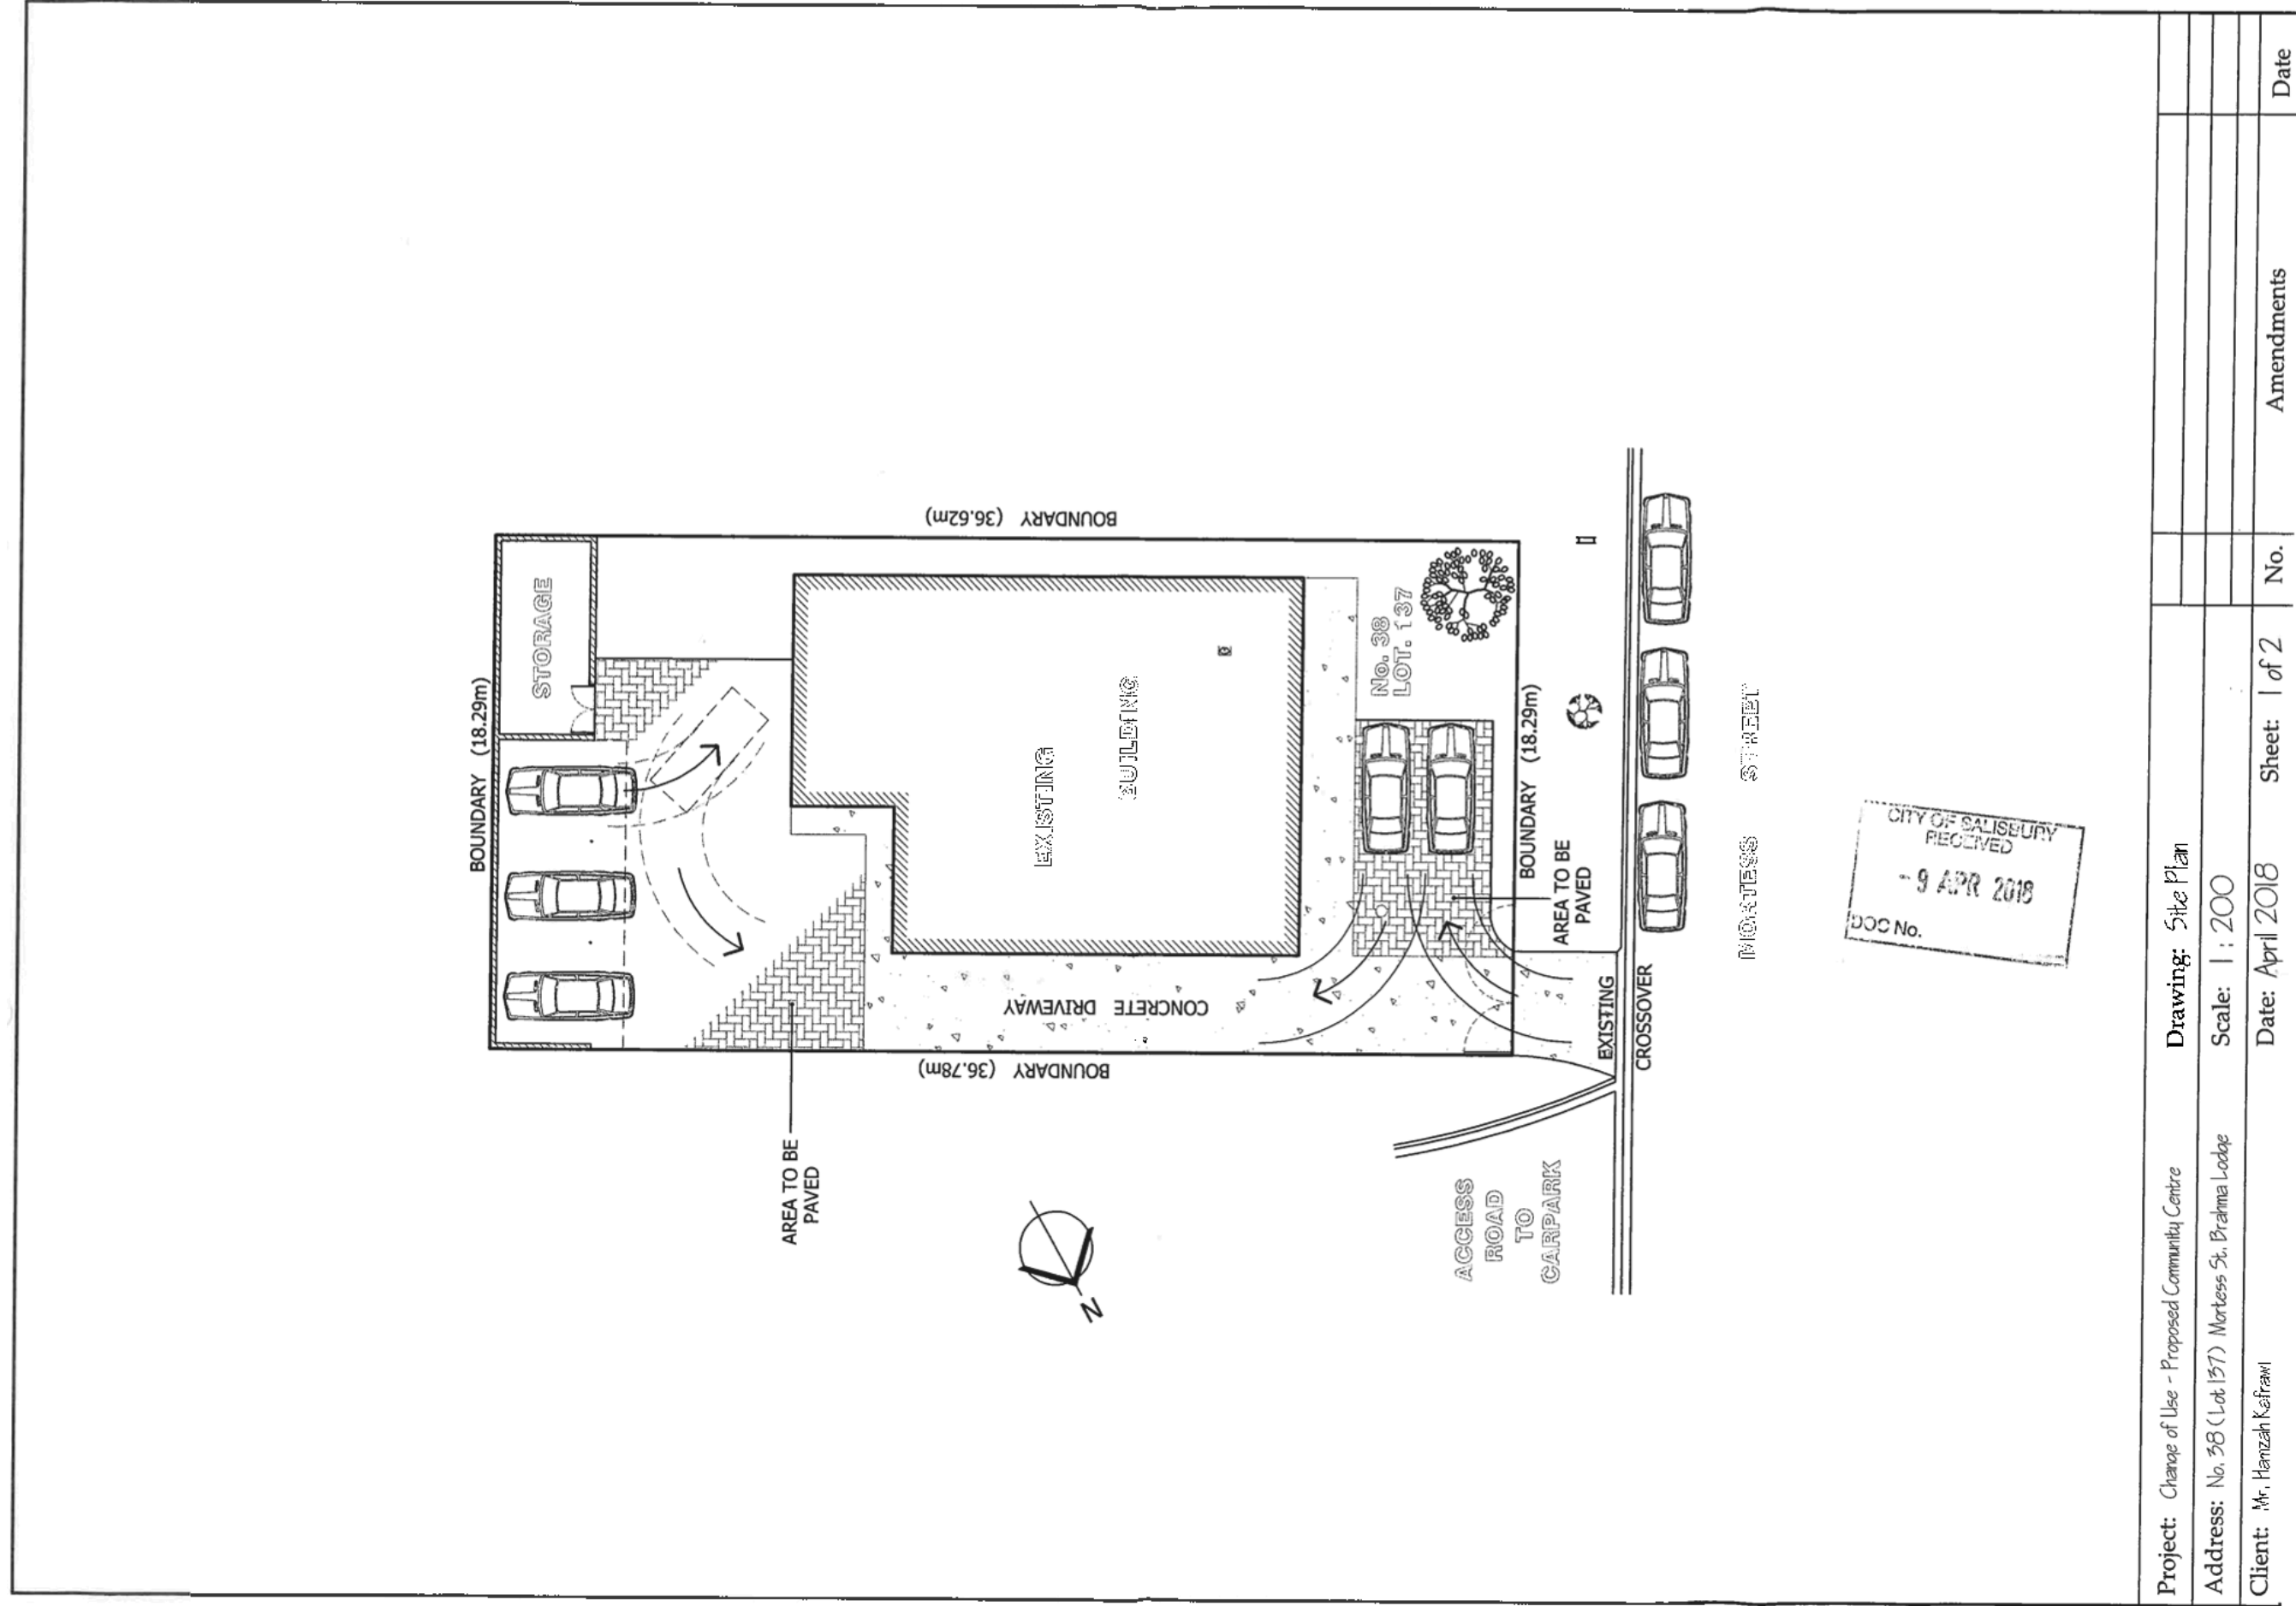 BOUNDARY (18.29m)
STORAGE
BOUNDARY (36.62m)
AREA TO BE
PAVED
EXISTING
BUILDING
CONCRETE DRIVEWAY
BOUNDARY (36.78m)
No. 38
LOT. 137
BOUNDARY (18.29m)
AREA TO BE
PAVED
EXISTING
CROSSOVER
ACCESS
ROAD
TO
CARPARK
N
MORTESS STREET
CITY OF SALISBURY
RECEIVED
- 9 APR 2018
DOC No.
Project: Change of Use - Proposed Community Centre
Address: No. 38 (Lot 137) Mortess St. Brahma Lodge
Client: Mr. Hamzah Kafrawi
Drawing: Site Plan
Scale: 1 : 200
Date: April 2018
Sheet: 1 of 2
No.
Amendments
Date